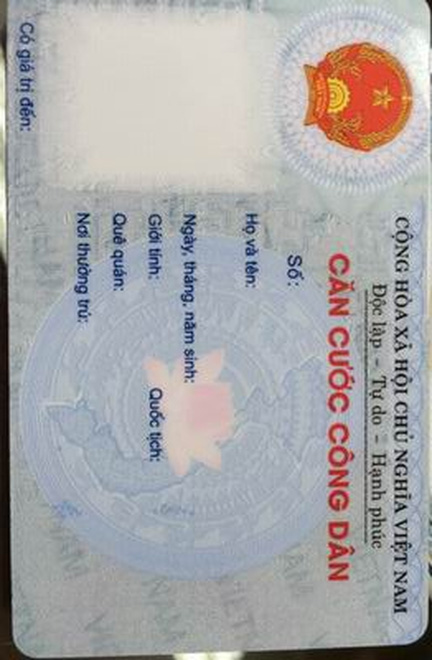 CỘNG HÒA XÃ HỘI CHỦ NGHĨA VIỆT NAM
Độc lập - Tự do - Hạnh phúc
CĂN CƯỚC CÔNG DÂN
Số:
Họ và tên:
Ngày, tháng, năm sinh:
Giới tính: Quốc tịch:
Quê quán:
Nơi thường trú:
Có giá trị đến: